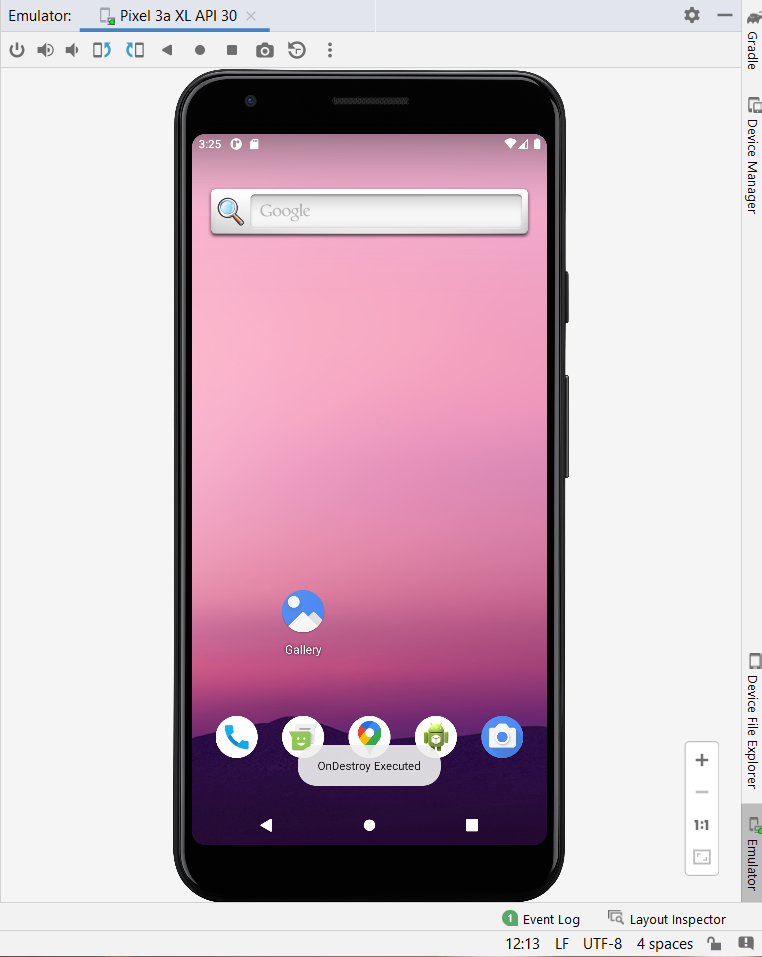 Emulator: Pixel 3a XL API 30
Gradle
Device Manager
3:25
Google
Gallery
OnDestroy Executed
Device File Explorer
1:1
Emulator
1 Event Log Layout Inspector
12:13 LF UTF-8 4 spaces